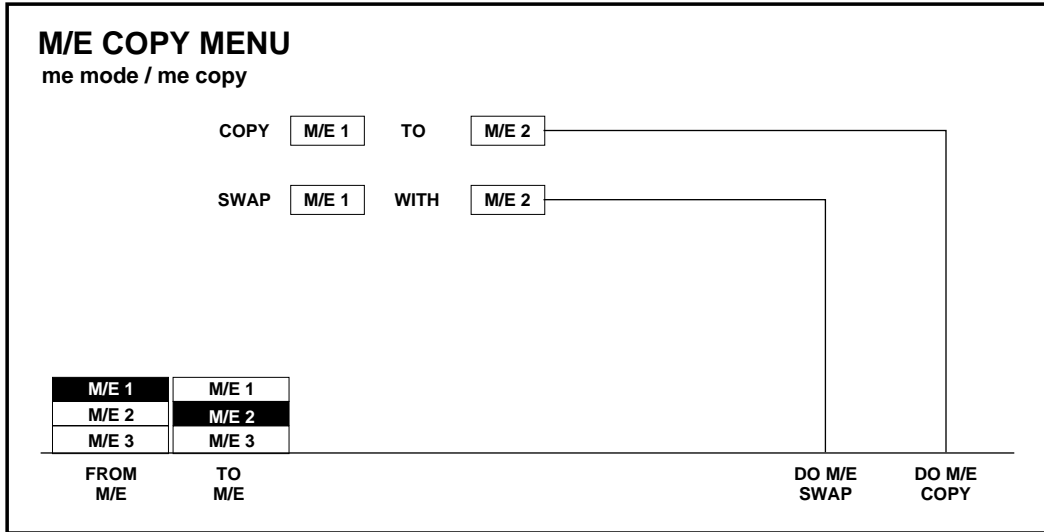 M/E COPY MENU
me mode / me copy
COPY M/E 1 TO M/E 2
SWAP M/E 1 WITH M/E 2
M/E 1 M/E 1
M/E 2 M/E 2
M/E 3 M/E 3
FROM TO DO M/E DO M/E
M/E M/E SWAP COPY